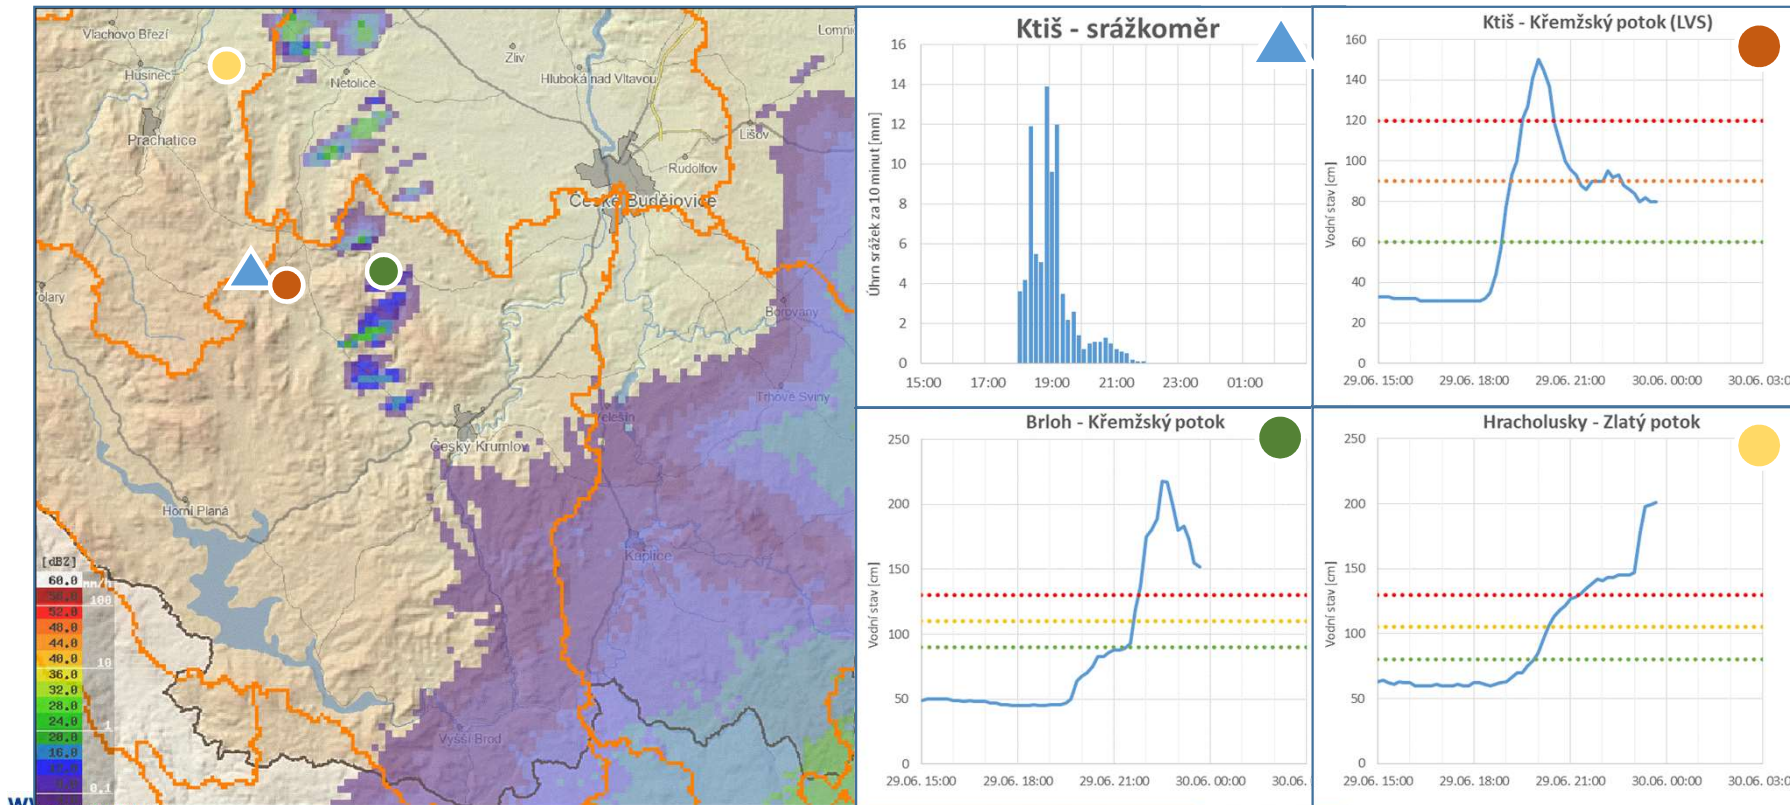 Vlachovo Březí
Lomni
Zliv
Husinec
Netolice
Hluboká nad Vltavou
Prachatice
Lišov
Rudolfov
České Budějovice
olary
Borovany
Trhové Sviny
Velešín
Český Krumlov
Horní Planá
Kaplice
Vyšší Brod
[dBZ]
60.0
mm/h
56.0
100
52.0
48.0
44.0
40.0
10
36.0
32.0
28.0
24.0
1
20.0
16.0
0.1
Ktiš - srážkoměr
Úhrn srážek za 10 minut [mm]
16
14
12
10
8
6
4
2
0
15:00 17:00 19:00 21:00 23:00 01:00
Ktiš - Křemžský potok (LVS)
Vodní stav [cm]
160
140
120
100
80
60
40
20
0
29.06. 15:00 29.06. 18:00 29.06. 21:00 30.06. 00:00 30.06. 03:0
Brloh - Křemžský potok
Vodní stav [cm]
250
200
150
100
50
0
29.06. 15:00 29.06. 18:00 29.06. 21:00 30.06. 00:00 30.06.
Hracholusky - Zlatý potok
Vodní stav [cm]
250
200
150
100
50
0
29.06. 15:00 29.06. 18:00 29.06. 21:00 30.06. 00:00 30.06. 03:0